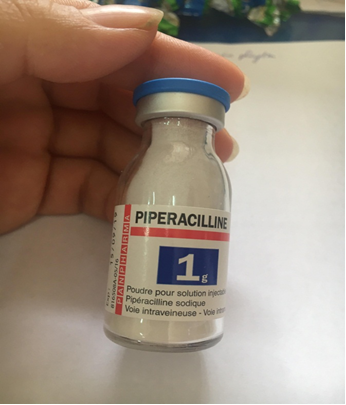 PIPERACILLINE
1g
Poudre pour solution injectable
Pipéracilline sodique
Voie intraveineuse - Voie
PANPHARMA